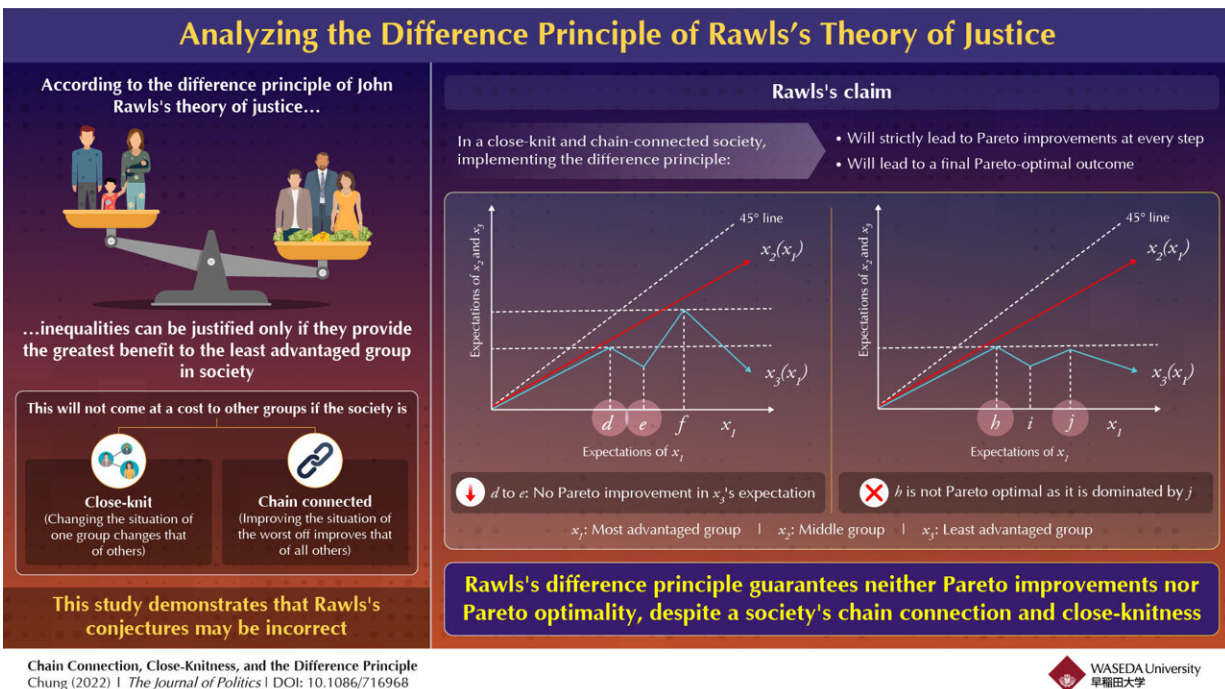 Analyzing the Difference Principle of Rawls's Theory of Justice
According to the difference principle of John
Rawls's theory of justice...
...inequalities can be justified only if they provide
the greatest benefit to the least advantaged group
in society
This will not come at a cost to other groups if the society is
Close-knit
(Changing the situation of
one group changes that
of others)
Chain connected
(Improving the situation of
the worst off improves that
of all others)
This study demonstrates that Rawls's
conjectures may be incorrect
Rawls's claim
In a close-knit and chain-connected society,
implementing the difference principle:
• Will strictly lead to Pareto improvements at every step
• Will lead to a final Pareto-optimal outcome
Expectations of x₂ and x₃
45° line
x₂(x₁)
x₃(x₁)
d e f x₁
Expectations of x₁
d to e: No Pareto improvement in x₃'s expectation
Expectations of x₂ and x₃
45° line
x₂(x₁)
x₃(x₁)
h i j x₁
Expectations of x₁
h is not Pareto optimal as it is dominated by j
x₁: Most advantaged group | x₂: Middle group | x₃: Least advantaged group
Rawls's difference principle guarantees neither Pareto improvements nor
Pareto optimality, despite a society's chain connection and close-knitness
Chain Connection, Close-Knitness, and the Difference Principle
Chung (2022) | The Journal of Politics | DOI: 10.1086/716968
WASEDA University
早稲田大学